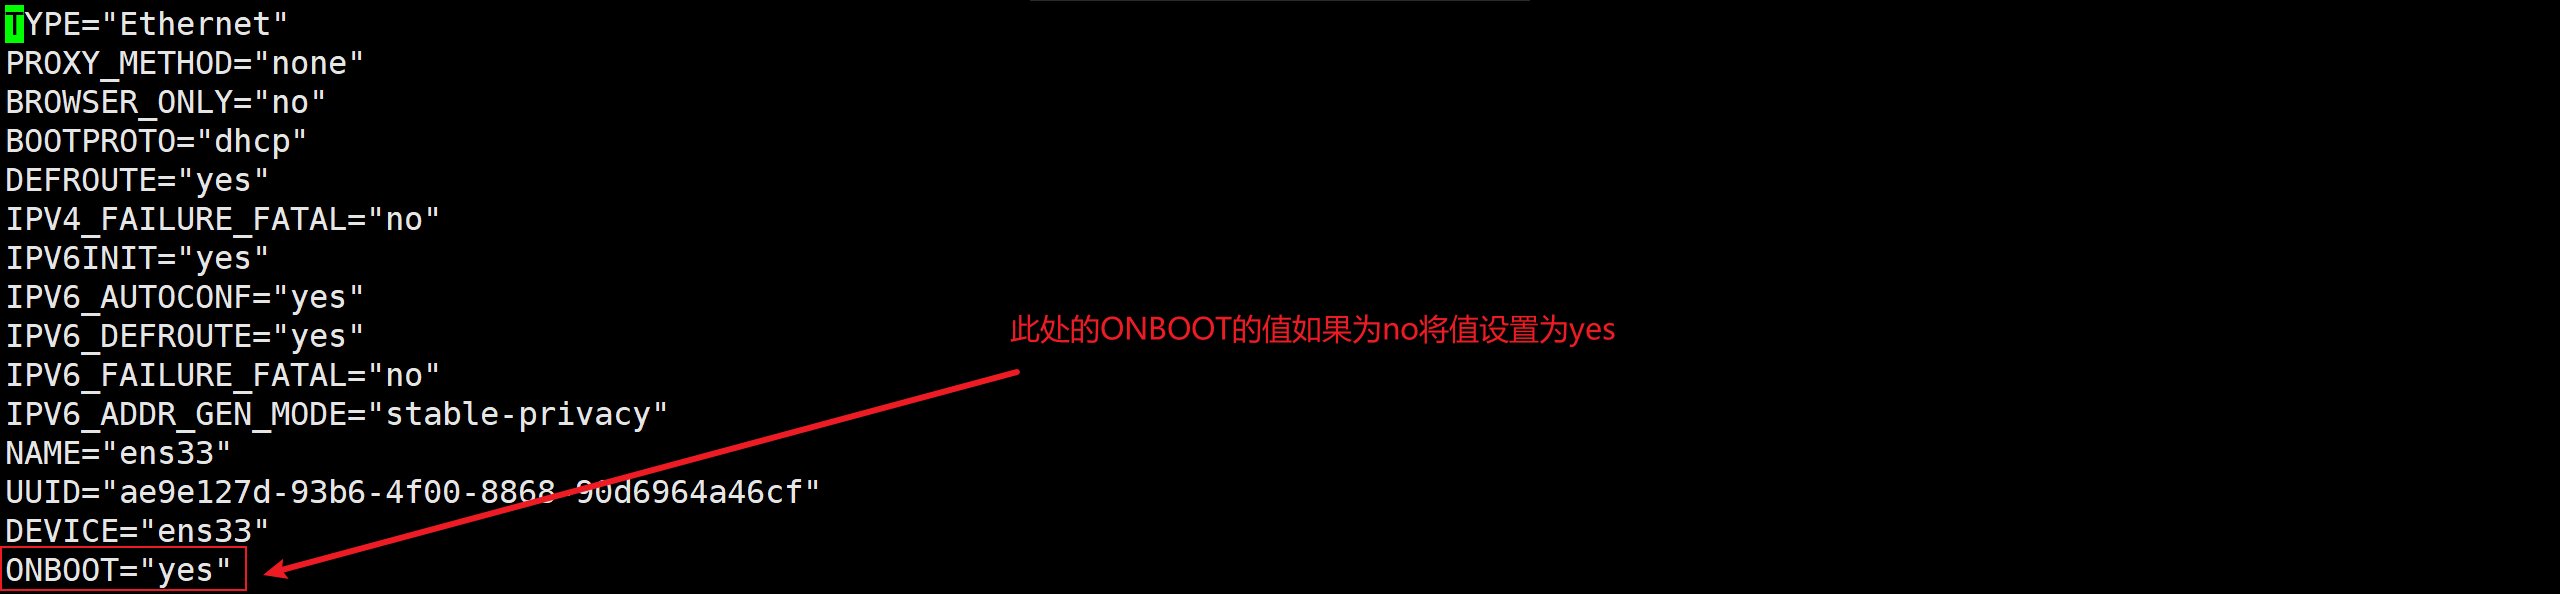 TYPE="Ethernet"
PROXY_METHOD="none"
BROWSER_ONLY="no"
BOOTPROTO="dhcp"
DEFROUTE="yes"
IPV4_FAILURE_FATAL="no"
IPV6INIT="yes"
IPV6_AUTOCONF="yes"
IPV6_DEFROUTE="yes"
此处的ONBOOT的值如果为no将值设置为yes
IPV6_FAILURE_FATAL="no"
IPV6_ADDR_GEN_MODE="stable-privacy"
NAME="ens33"
UUID="ae9e127d-93b6-4f00-8868-90d6964a46cf"
DEVICE="ens33"
ONBOOT="yes"